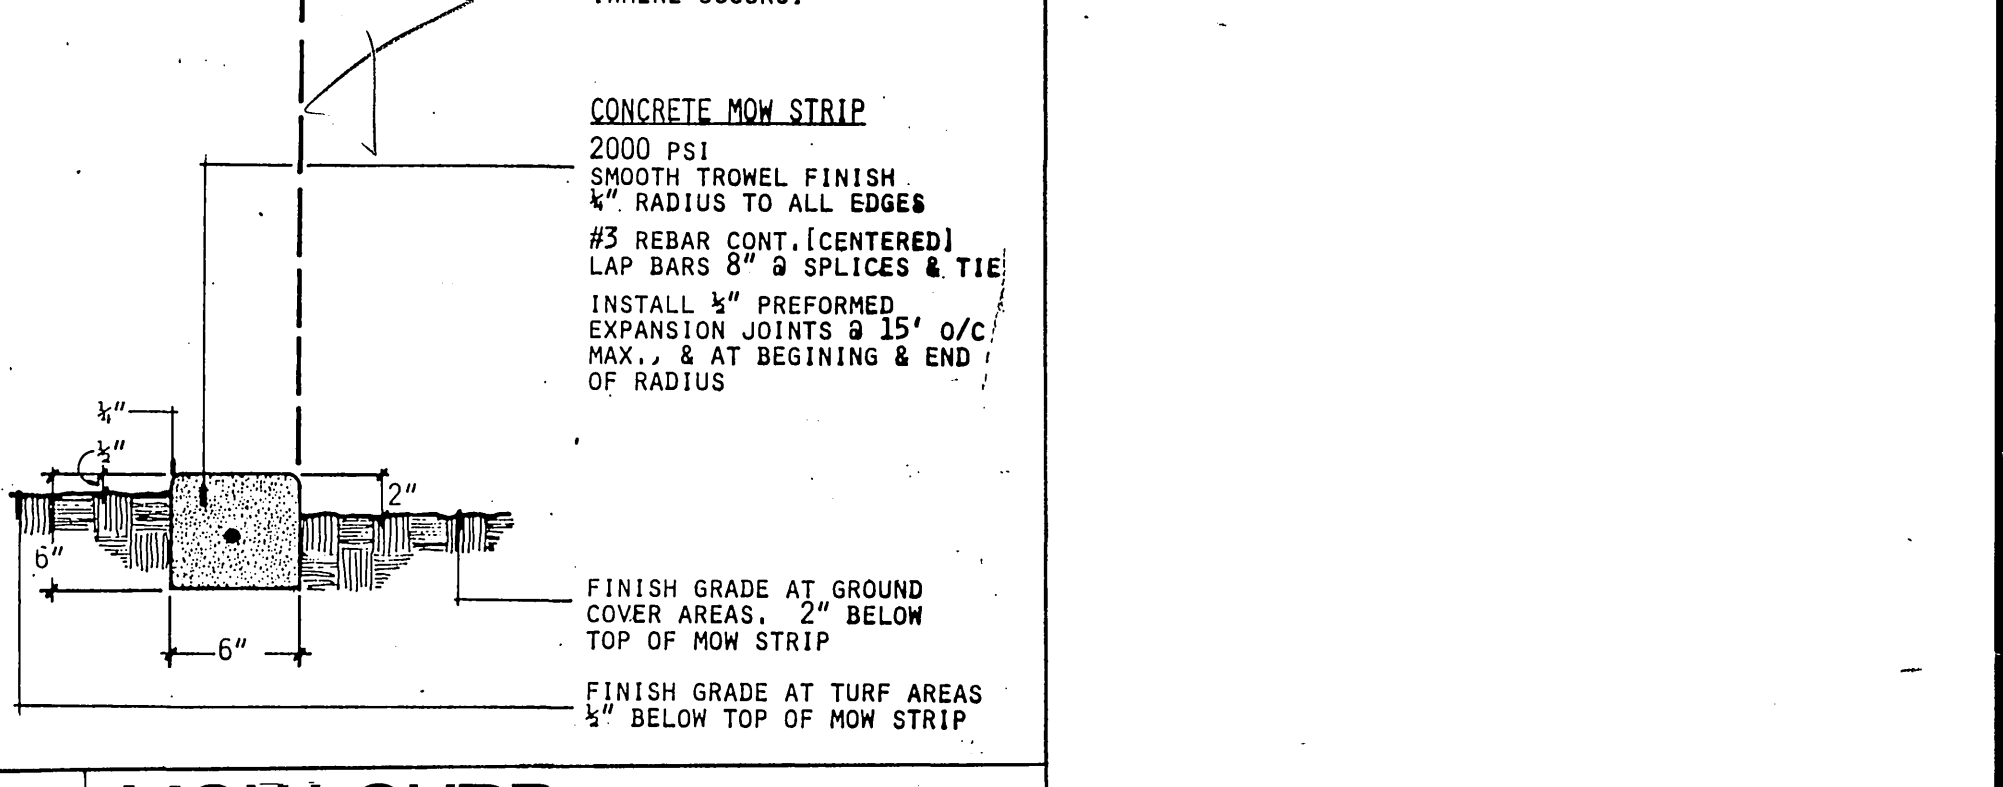 CONCRETE MOW STRIP
2000 PSI
SMOOTH TROWEL FINISH
¼" RADIUS TO ALL EDGES
#3 REBAR CONT. [CENTERED]
LAP BARS 8" @ SPLICES & TIE
INSTALL ½" PREFORMED
EXPANSION JOINTS @ 15' O/C
MAX., & AT BEGINING & END
OF RADIUS
¼"
½"
2"
6"
6"
FINISH GRADE AT GROUND
COVER AREAS. 2" BELOW
TOP OF MOW STRIP
FINISH GRADE AT TURF AREAS
½" BELOW TOP OF MOW STRIP